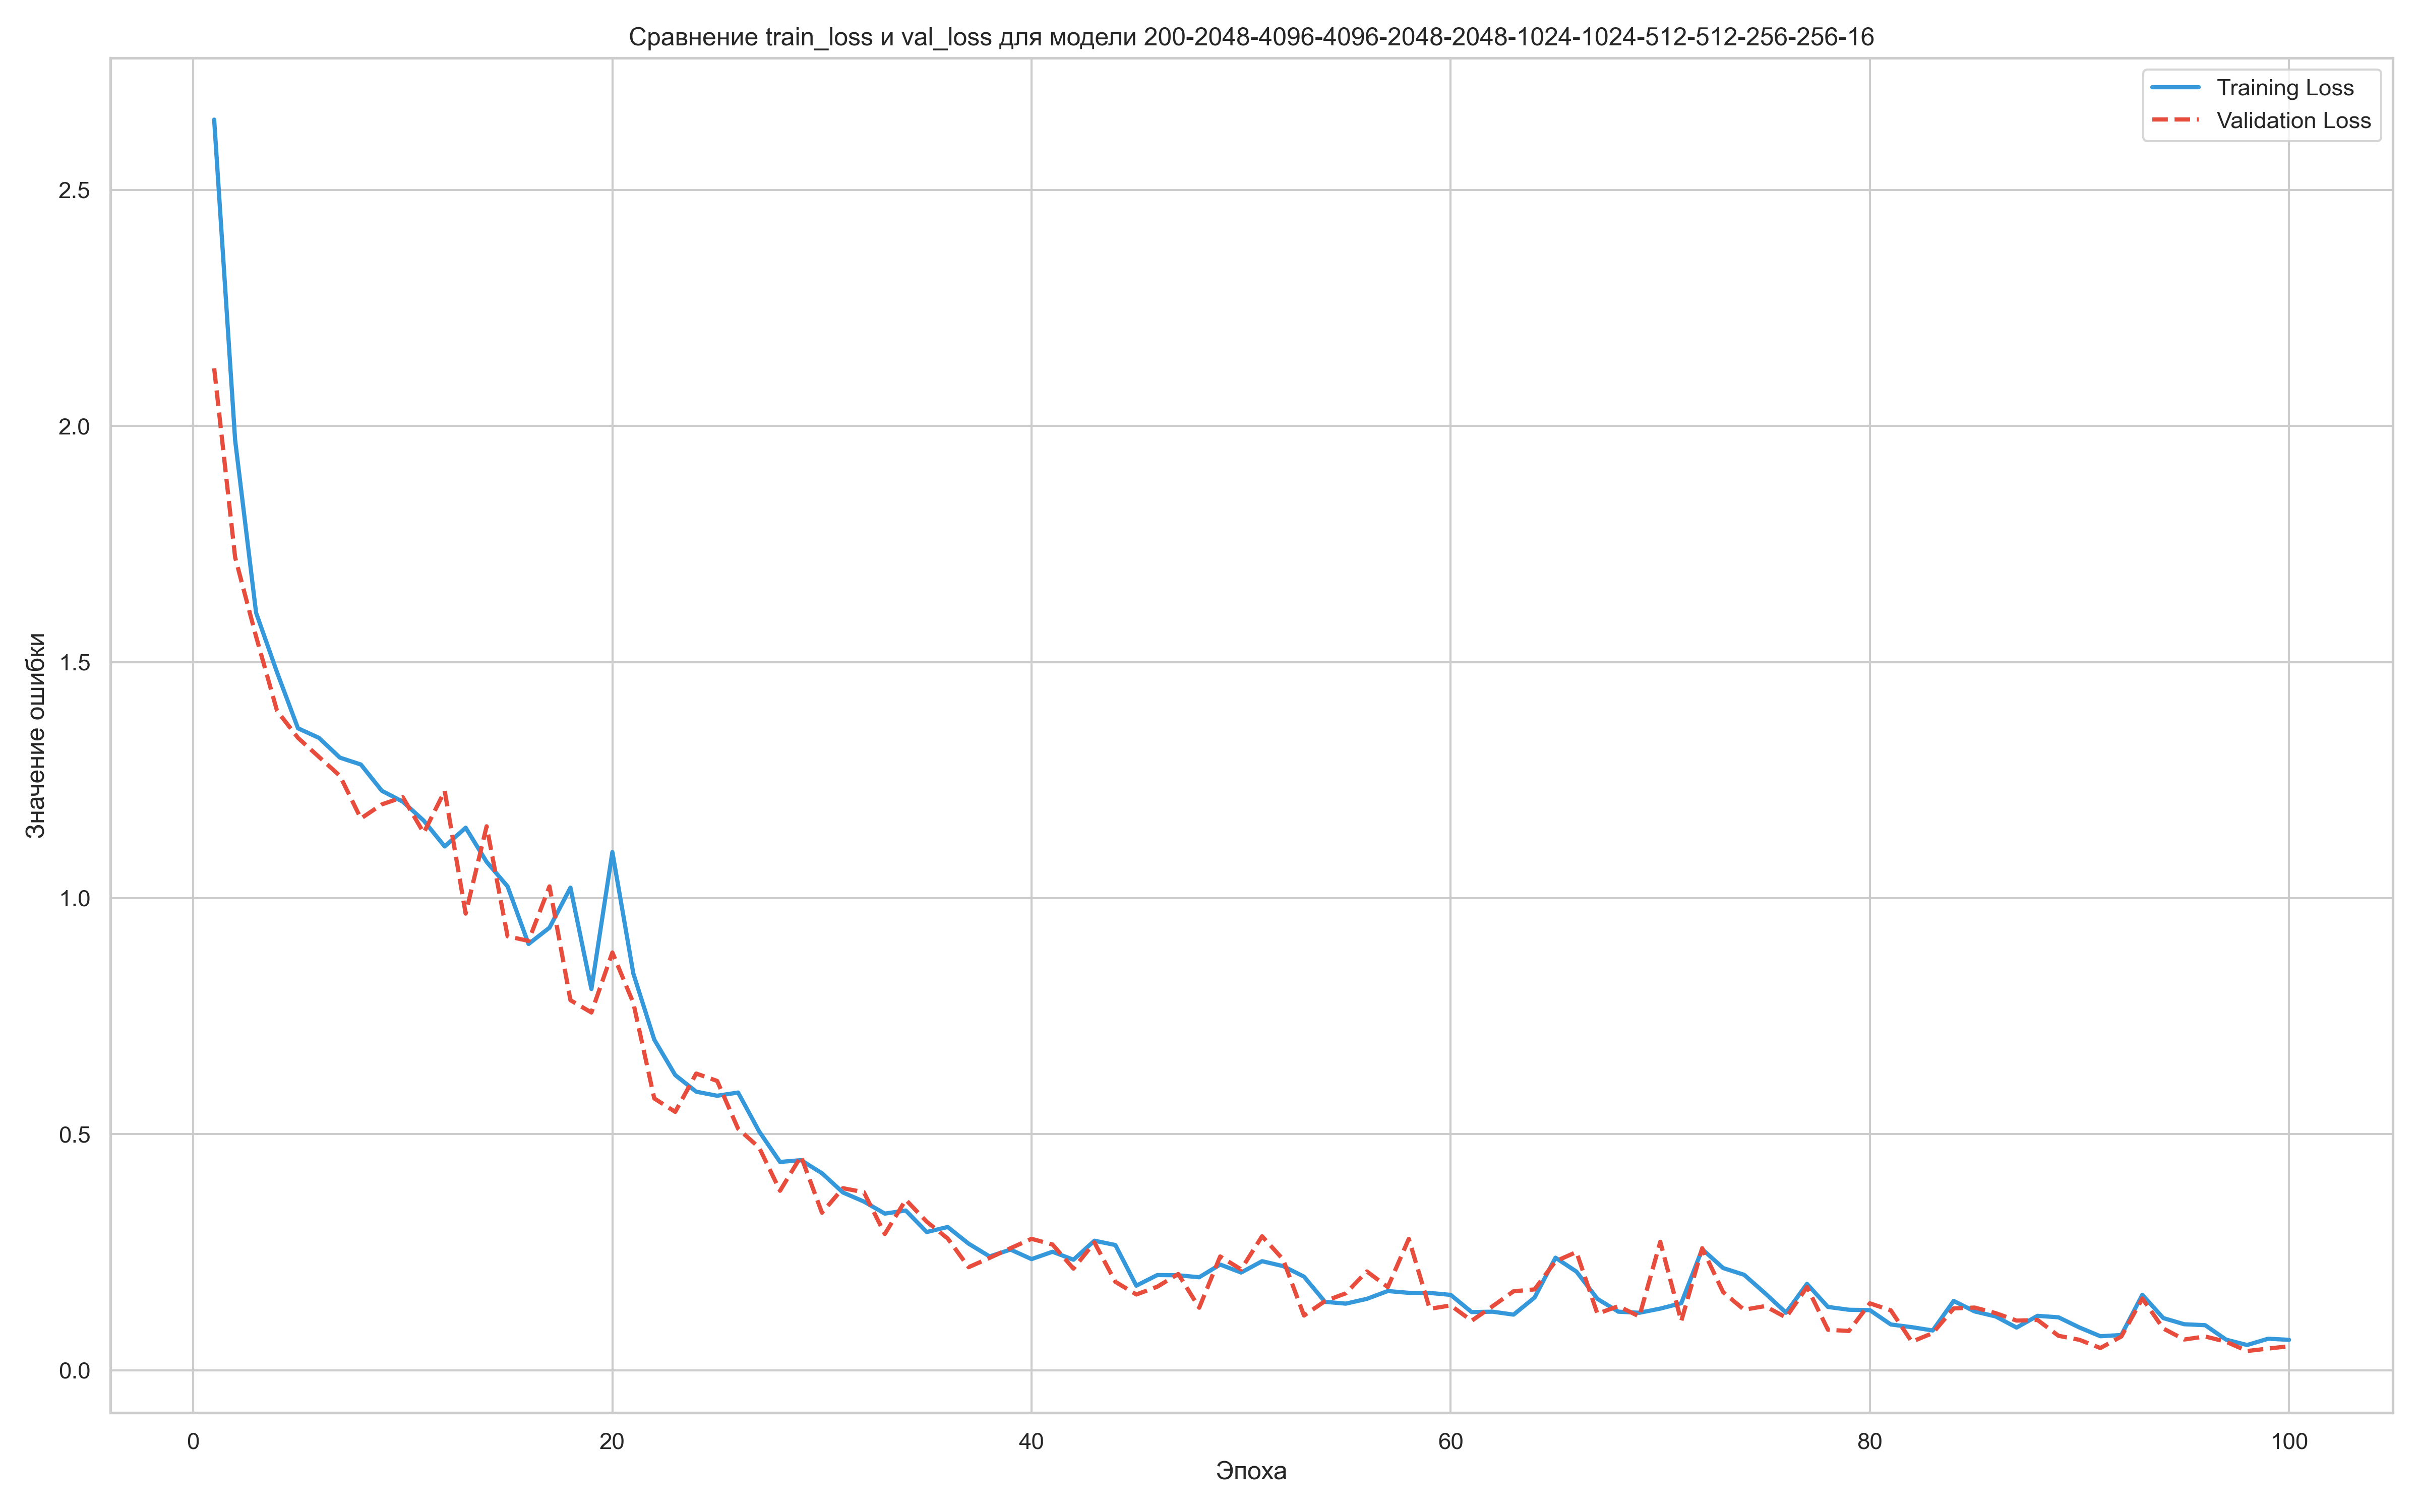 Сравнение train_loss и val_loss для модели 200-2048-4096-4096-2048-2048-1024-1024-512-512-256-256-16
Training Loss
Validation Loss
2.5
2.0
1.5
1.0
0.5
0.0
Значение ошибки
0 20 40 60 80 100
Эпоха